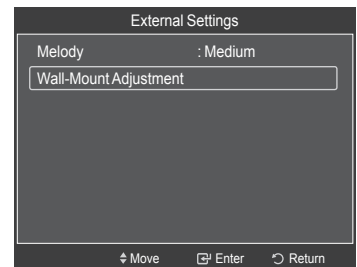 External Settings
Melody : Medium
Wall-Mount Adjustment
Move Enter Return